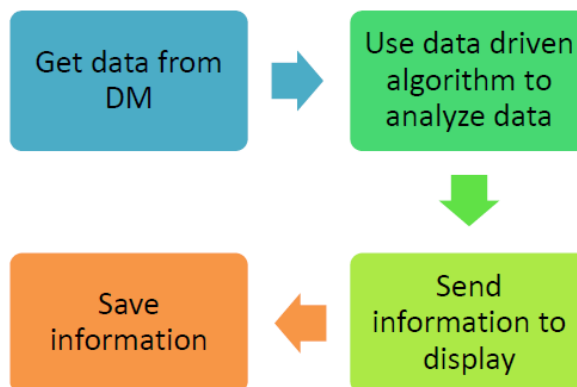 Get data from
DM
Use data driven
algorithm to
analyze data
Send
information to
display
Save
information